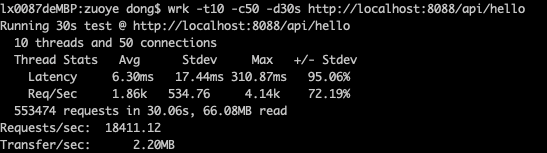 lx0087deMBP:zuoye dong$ wrk -t10 -c50 -d30s http://localhost:8088/api/hello
Running 30s test @ http://localhost:8088/api/hello
  10 threads and 50 connections
  Thread Stats   Avg      Stdev     Max   +/- Stdev
    Latency     6.30ms   17.44ms 310.87ms   95.06%
    Req/Sec     1.86k   534.76     4.14k    72.19%
  553474 requests in 30.06s, 66.08MB read
Requests/sec:  18411.12
Transfer/sec:      2.20MB